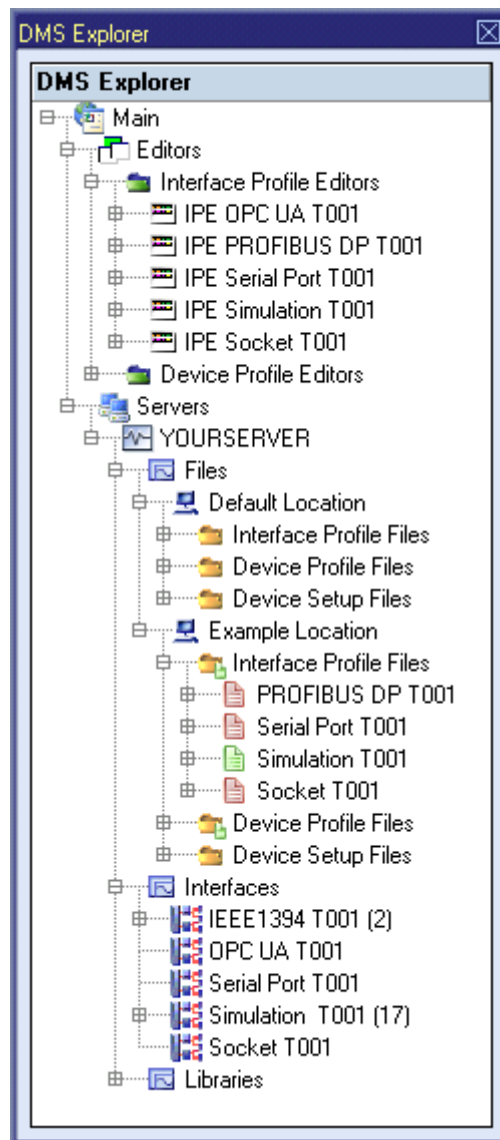 DMS Explorer
DMS Explorer
Main
Editors
Interface Profile Editors
IPE OPC UA T001
IPE PROFIBUS DP T001
IPE Serial Port T001
IPE Simulation T001
IPE Socket T001
Device Profile Editors
Servers
YOURSERVER
Files
Default Location
Interface Profile Files
Device Profile Files
Device Setup Files
Example Location
Interface Profile Files
PROFIBUS DP T001
Serial Port T001
Simulation T001
Socket T001
Device Profile Files
Device Setup Files
Interfaces
IEEE1394 T001 (2)
OPC UA T001
Serial Port T001
Simulation T001 (17)
Socket T001
Libraries